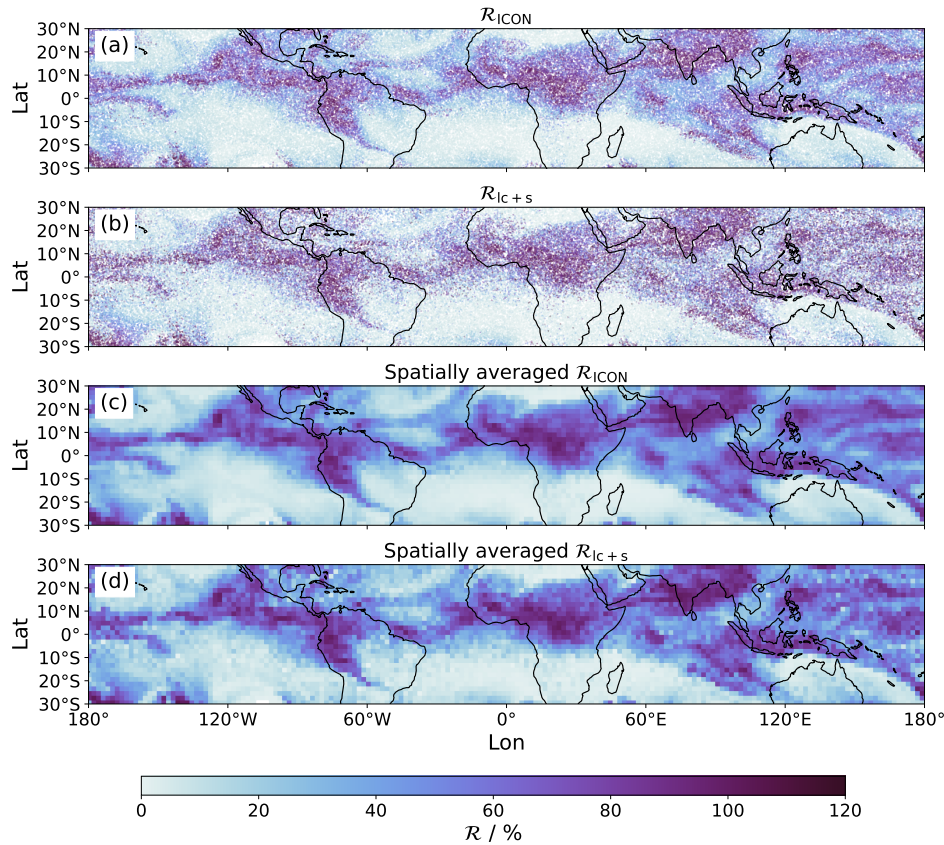 ℛ_ICON
(a)
30°N
20°N
10°N
0°
10°S
20°S
30°S
Lat
ℛ_lc+s
(b)
30°N
20°N
10°N
0°
10°S
20°S
30°S
Lat
Spatially averaged ℛ_ICON
(c)
30°N
20°N
10°N
0°
10°S
20°S
30°S
Lat
Spatially averaged ℛ_lc+s
(d)
30°N
20°N
10°N
0°
10°S
20°S
30°S
Lat
180° 120°W 60°W 0° 60°E 120°E 180°
Lon
0 20 40 60 80 100 120
ℛ / %